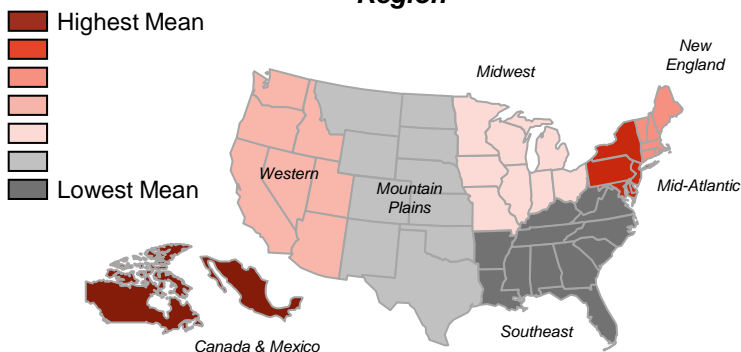 Region
Highest Mean
Lowest Mean
Midwest
New
England
Western
Mountain
Plains
Mid-Atlantic
Southeast
Canada & Mexico